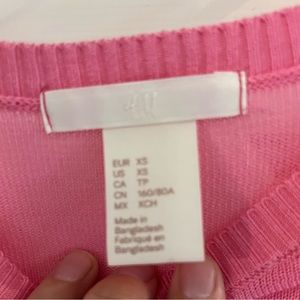 H&M
EUR XS
US XS
CA TP
CN 160/80A
MX XCH
Made in
Bangladesh
Fabriqué en
Bangladesh